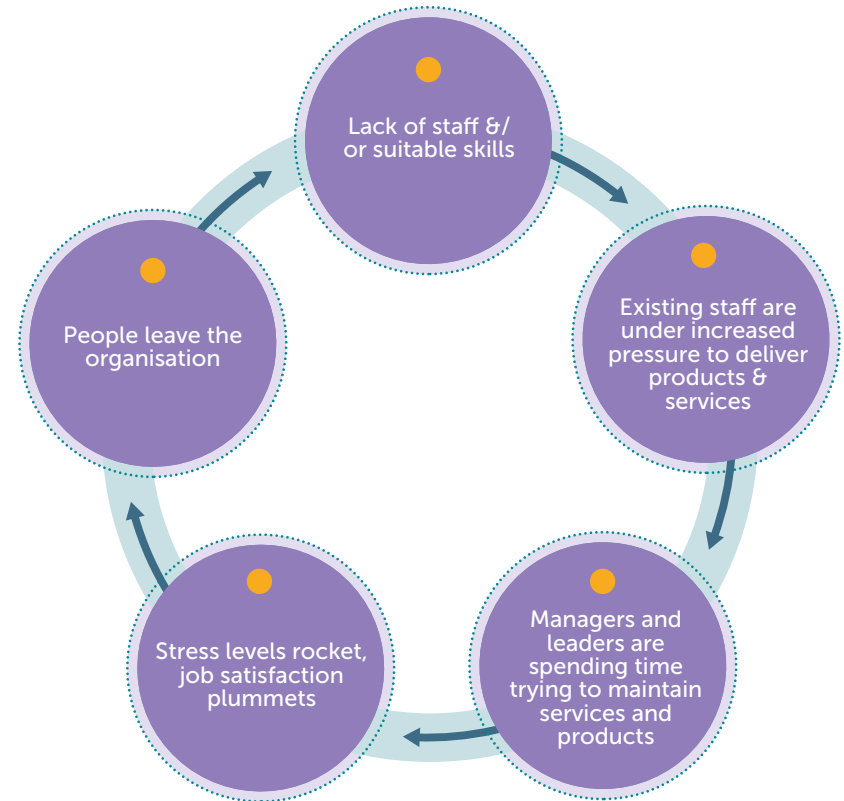 Lack of staff &/
or suitable skills
Existing staff are
under increased
pressure to deliver
products &
services
Managers and
leaders are
spending time
trying to maintain
services and
products
Stress levels rocket,
job satisfaction
plummets
People leave the
organisation